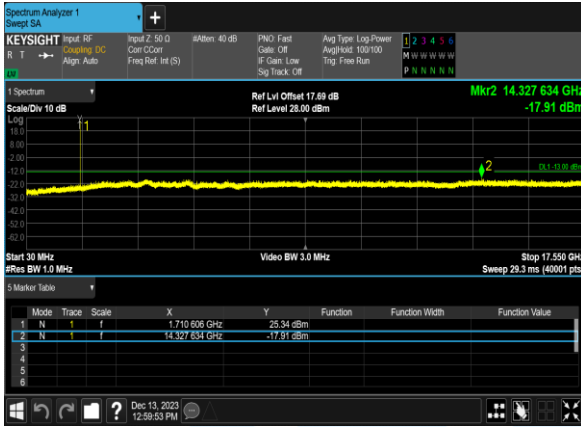 Spectrum Analyzer 1
Swept SA
+
KEYSIGHT
R T
LV
Input: RF
Coupling: DC
Align: Auto
Input Z: 50 Ω
Corr CCorr
Freq Ref: Int (S)
#Atten: 40 dB
PNO: Fast
Gate: Off
IF Gain: Low
Sig Track: Off
Avg Type: Log-Power
Avg|Hold: 100/100
Trig: Free Run
1 2 3 4 5 6
M W W W W W
P N N N N N
1 Spectrum
Scale/Div 10 dB
Ref Lvl Offset 17.69 dB
Ref Level 28.00 dBm
Mkr2 14.327 634 GHz
-17.91 dBm
Log
18.0
8.00
-2.00
-12.0
-22.0
-32.0
-42.0
-52.0
-62.0
1
2
DL1 -13.00 dBm
Start 30 MHz
#Res BW 1.0 MHz
Video BW 3.0 MHz
Stop 17.550 GHz
Sweep 29.3 ms (40001 pts)
5 Marker Table
Mode Trace Scale X Y Function Function Width Function Value
1 N 1 f 1.710 606 GHz 25.34 dBm
2 N 1 f 14.327 634 GHz -17.91 dBm
3
4
5
6
?
Dec 13, 2023
12:59:53 PM